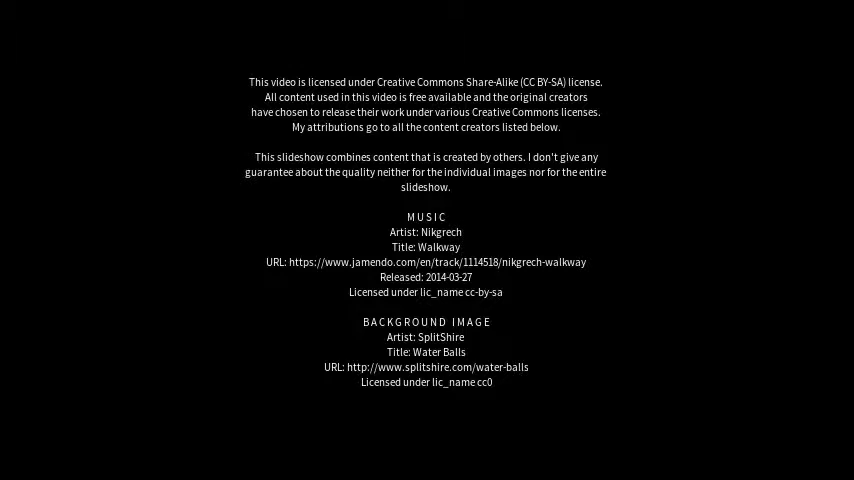 This video is licensed under Creative Commons Share-Alike (CC BY-SA) license.
All content used in this video is free available and the original creators
have chosen to release their work under various Creative Commons licenses.
My attributions go to all the content creators listed below.
This slideshow combines content that is created by others. I don't give any
guarantee about the quality neither for the individual images nor for the entire
slideshow.
MUSIC
Artist: Nikgrech
Title: Walkway
URL: https://www.jamendo.com/en/track/1114518/nikgrech-walkway
Released: 2014-03-27
Licensed under lic_name cc-by-sa
BACKGROUND IMAGE
Artist: SplitShire
Title: Water Balls
URL: http://www.splitshire.com/water-balls
Licensed under lic_name cc0